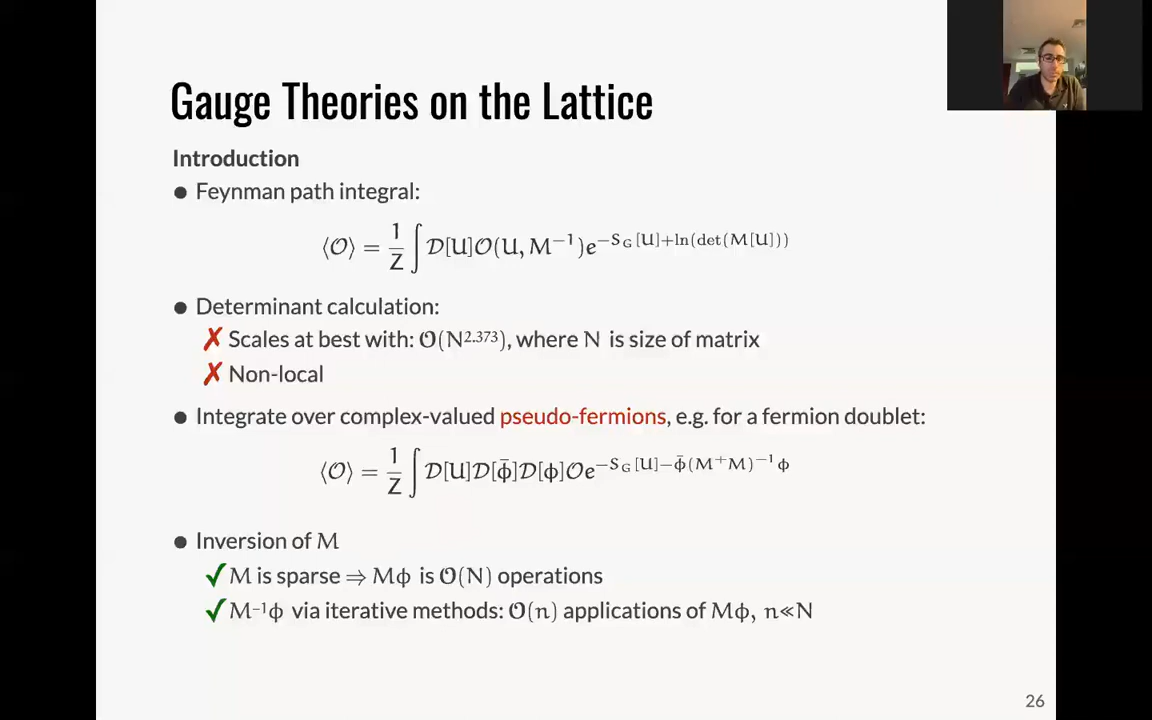 Gauge Theories on the Lattice
Introduction
● Feynman path integral:
⟨𝒪⟩ = 1/Z ∫ 𝒟[U]𝒪(U, M⁻¹)e^{−S_G[U]+ln(det(M[U]))}
● Determinant calculation:
✗ Scales at best with: O(N^{2.373}), where N is size of matrix
✗ Non-local
● Integrate over complex-valued pseudo-fermions, e.g. for a fermion doublet:
⟨𝒪⟩ = 1/Z ∫ 𝒟[U]𝒟[ϕ̄]𝒟[ϕ]𝒪e^{−S_G[U]−ϕ̄(M⁺M)⁻¹ϕ}
● Inversion of M
✓ M is sparse ⇒ Mϕ is O(N) operations
✓ M⁻¹ϕ via iterative methods: O(n) applications of Mϕ, n≪N
26